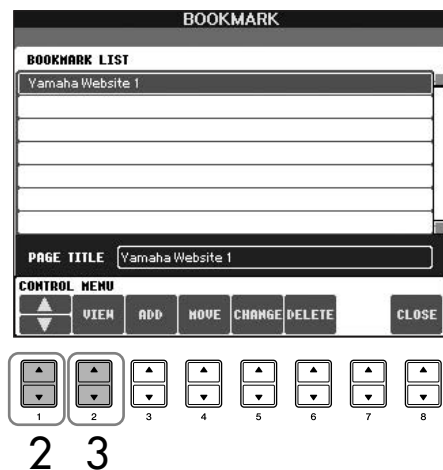 BOOKMARK
BOOKMARK LIST
Yamaha Website 1
PAGE TITLE Yamaha Website 1
CONTROL MENU
VIEW ADD MOVE CHANGE DELETE CLOSE
1 2 3 4 5 6 7 8
2 3